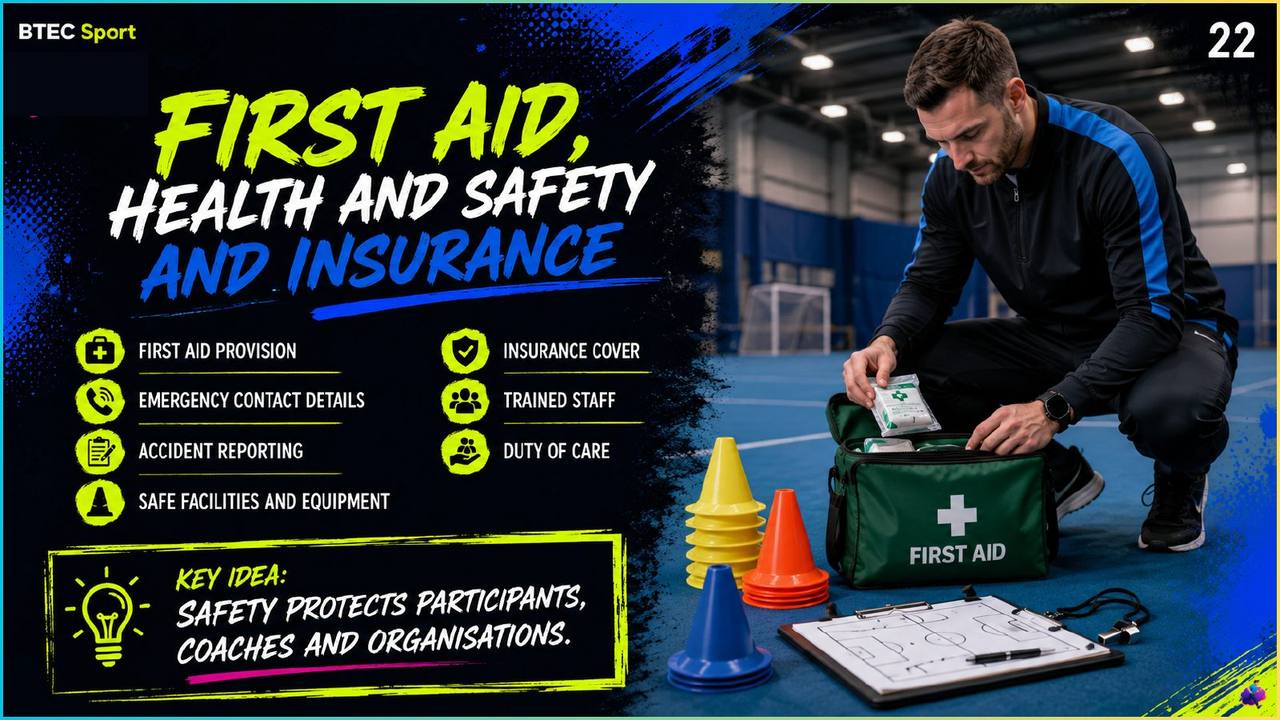 BTEC Sport
22
FIRST AID,
HEALTH AND SAFETY
AND INSURANCE
FIRST AID PROVISION
EMERGENCY CONTACT DETAILS
ACCIDENT REPORTING
SAFE FACILITIES AND EQUIPMENT
INSURANCE COVER
TRAINED STAFF
DUTY OF CARE
KEY IDEA:
SAFETY PROTECTS PARTICIPANTS,
COACHES AND ORGANISATIONS.
FIRST AID